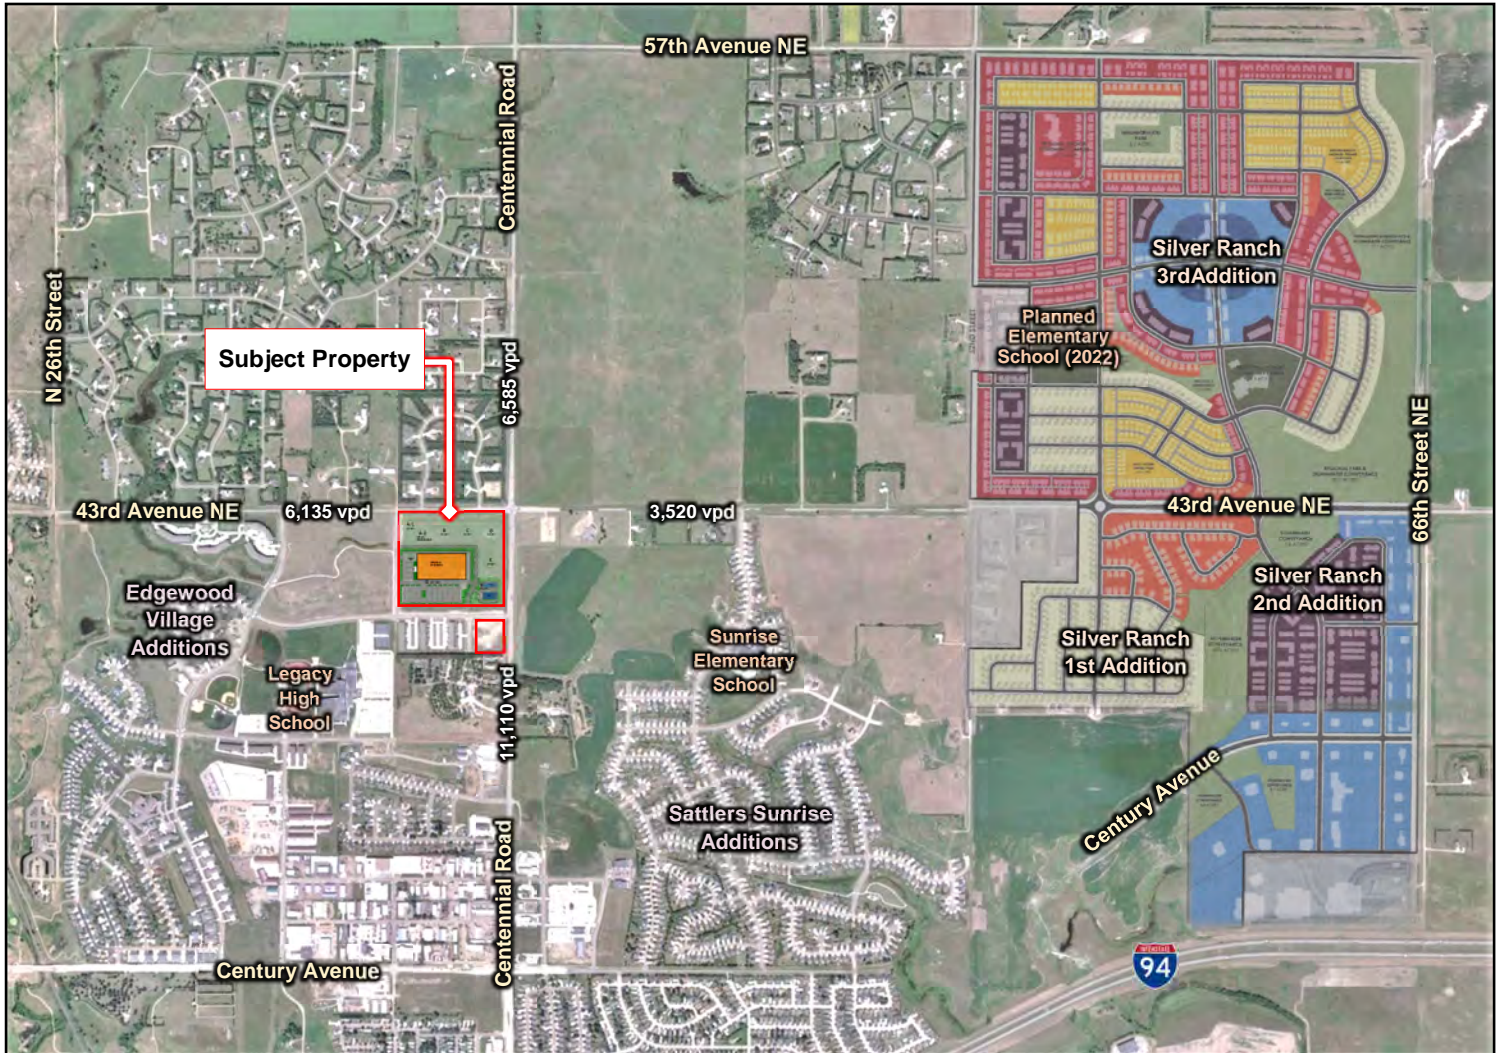 57th Avenue NE
Centennial Road
N 26th Street
Subject Property
6,585 vpd
Silver Ranch
3rdAddition
Planned
Elementary
School (2022)
66th Street NE
43rd Avenue NE
6,135 vpd
3,520 vpd
43rd Avenue NE
Edgewood
Village
Additions
Legacy
High
School
11,110 vpd
Sunrise
Elementary
School
Silver Ranch
1st Addition
Silver Ranch
2nd Addition
Sattlers Sunrise
Additions
Century Avenue
Centennial Road
Century Avenue
INTERSTATE
94